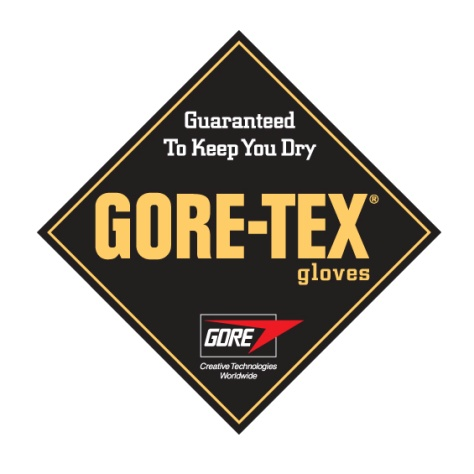 Guaranteed
To Keep You Dry
GORE-TEX®
gloves
GORE
Creative Technologies
Worldwide